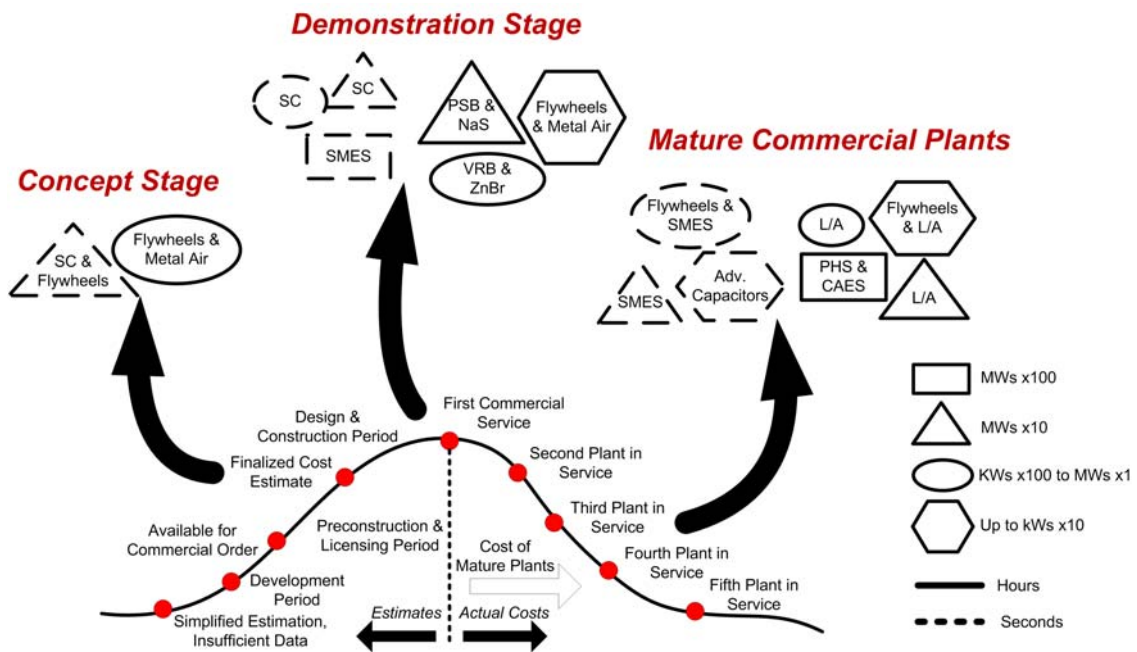 Demonstration Stage
SC
SC
SMES
PSB &
NaS
VRB &
ZnBr
Flywheels
& Metal Air
Concept Stage
SC &
Flywheels
Flywheels &
Metal Air
Mature Commercial Plants
Flywheels &
SMES
SMES
Adv.
Capacitors
L/A
PHS &
CAES
Flywheels
& L/A
L/A
MWs x100
MWs x10
KWs x100 to MWs x1
Up to kWs x10
Hours
Seconds
Design &
Construction Period
First Commercial
Service
Finalized Cost
Estimate
Second Plant in
Service
Available for
Commercial Order
Preconstruction &
Licensing Period
Third Plant in
Service
Cost of
Mature Plants
Fourth Plant in
Service
Development
Period
Fifth Plant in
Service
Simplified Estimation,
Insufficient Data
Estimates
Actual Costs